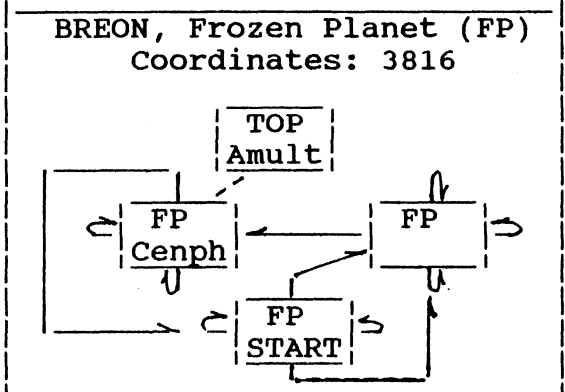 BREON, Frozen Planet (FP)
Coordinates: 3816
TOP
Amult
FP
Cenph
FP
FP
START